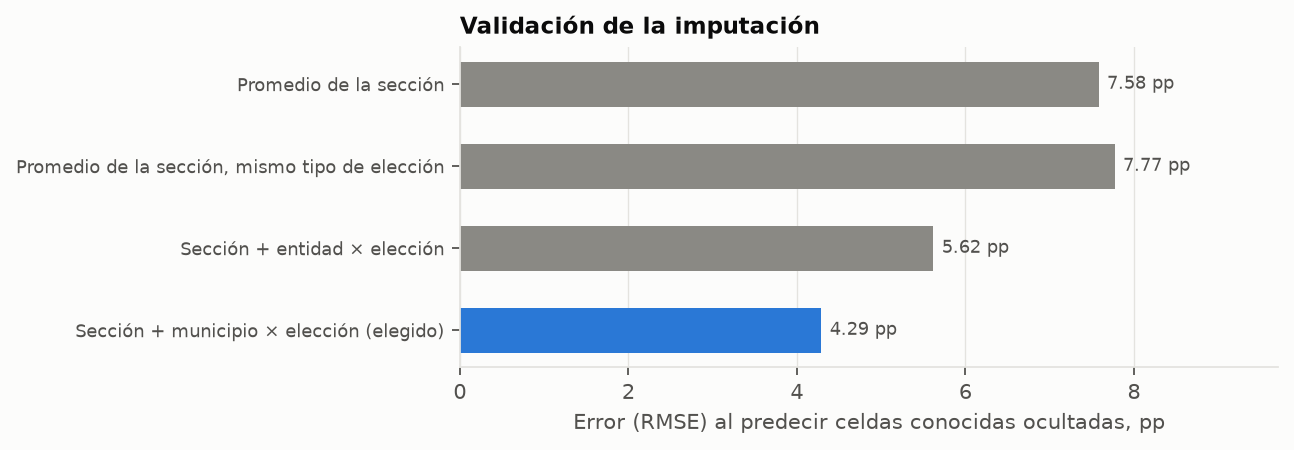 Validación de la imputación
Promedio de la sección
7.58 pp
Promedio de la sección, mismo tipo de elección
7.77 pp
Sección + entidad × elección
5.62 pp
Sección + municipio × elección (elegido)
4.29 pp
0 2 4 6 8
Error (RMSE) al predecir celdas conocidas ocultadas, pp